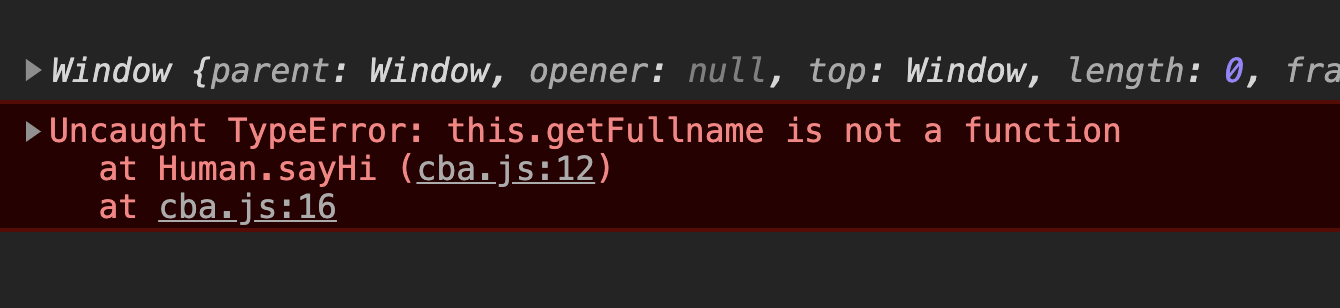 Window {parent: Window, opener: null, top: Window, length: 0, fra
Uncaught TypeError: this.getFullname is not a function
at Human.sayHi (cba.js:12)
at cba.js:16